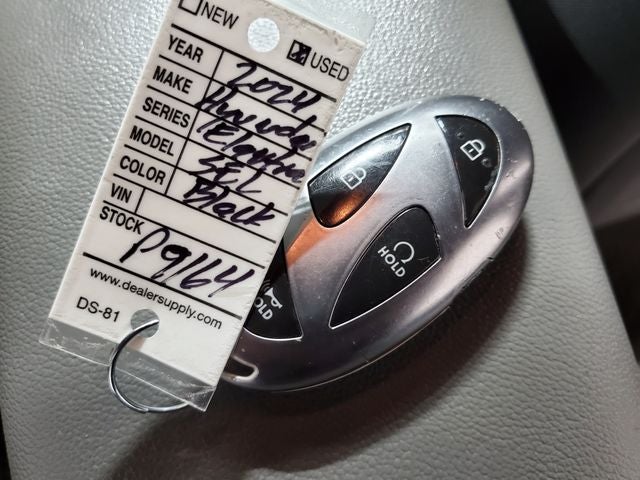 NEW
USED
YEAR 2024
MAKE Hyundai
SERIES Elantra
MODEL SEL
COLOR Black
VIN
STOCK P9164
www.dealersupply.com
DS-81
HOLD
HOLD